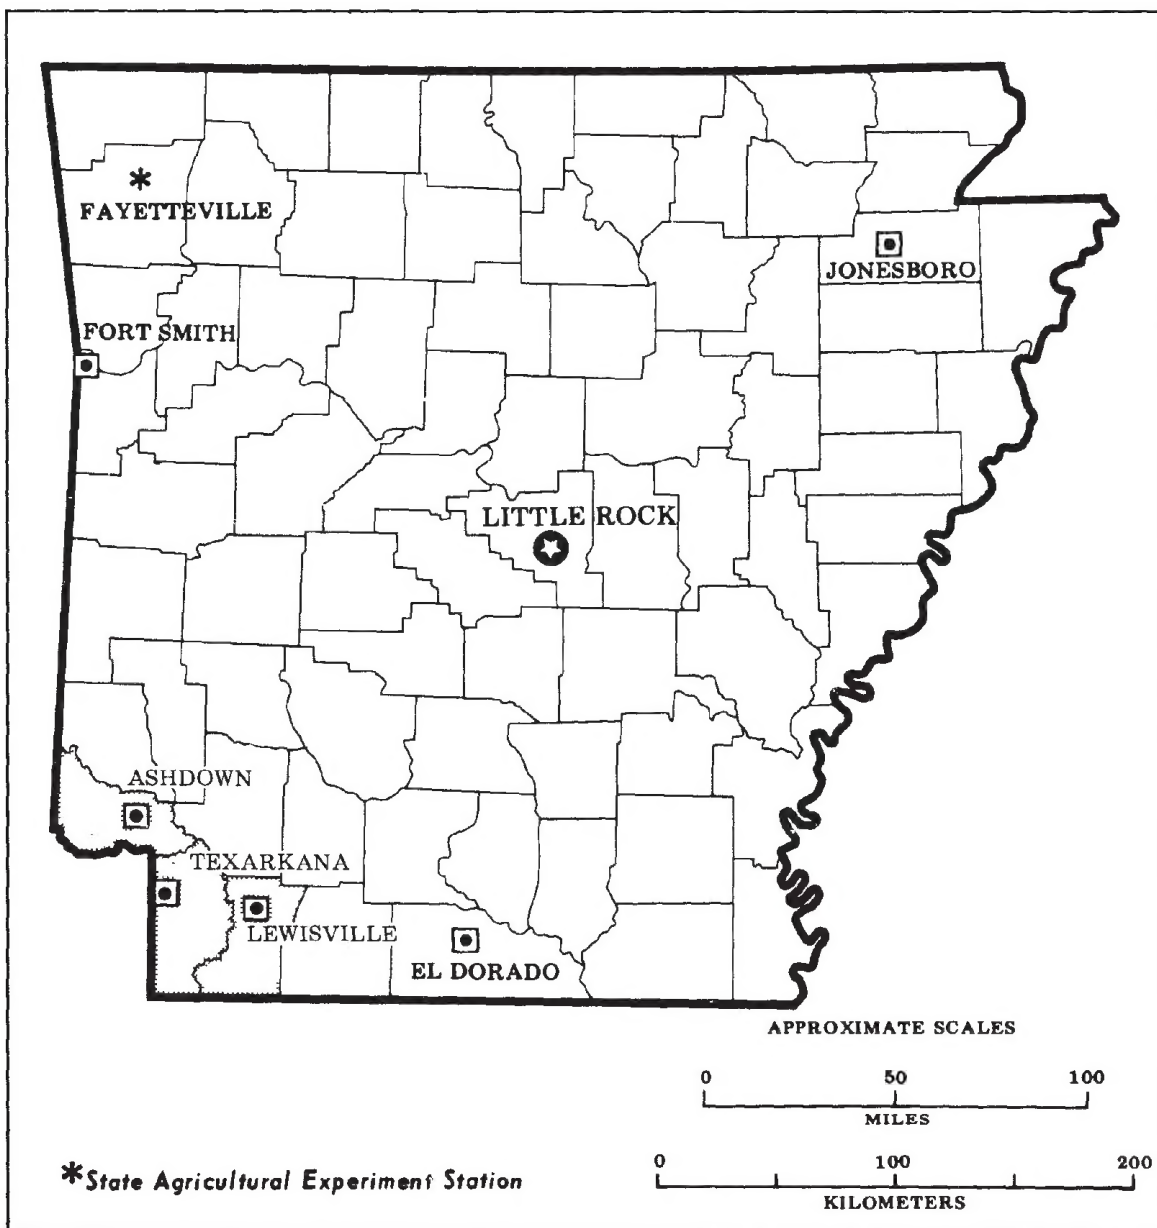 *
FAYETTEVILLE
JONESBORO
FORT SMITH
LITTLE ROCK
ASHDOWN
TEXARKANA
LEWISVILLE
EL DORADO
APPROXIMATE SCALES
0 50 100
MILES
0 100 200
KILOMETERS
*State Agricultural Experiment Station